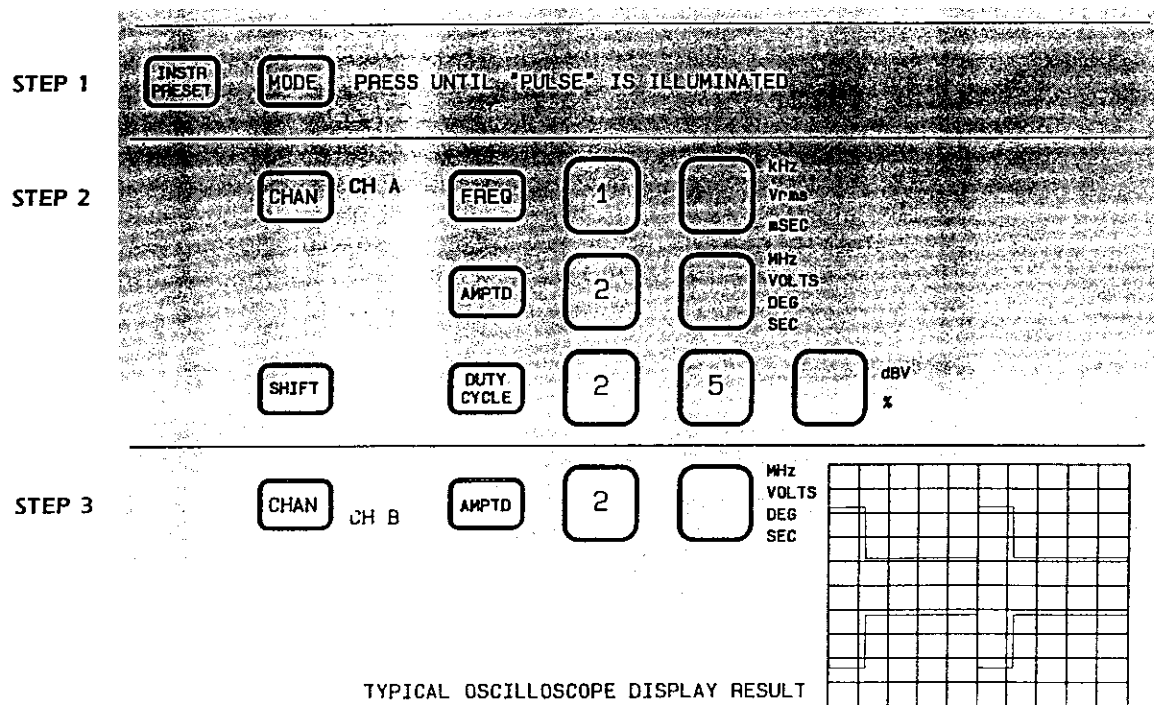 STEP 1
INSTR PRESET
MODE
PRESS UNTIL "PULSE" IS ILLUMINATED
STEP 2
CHAN
CH A
FREQ
1
kHz
Vrms
mSEC
AMPTD
2
MHz
VOLTS
DEG
SEC
SHIFT
DUTY CYCLE
2
5
dBV
%
STEP 3
CHAN
CH B
AMPTD
2
MHz
VOLTS
DEG
SEC
TYPICAL OSCILLOSCOPE DISPLAY RESULT